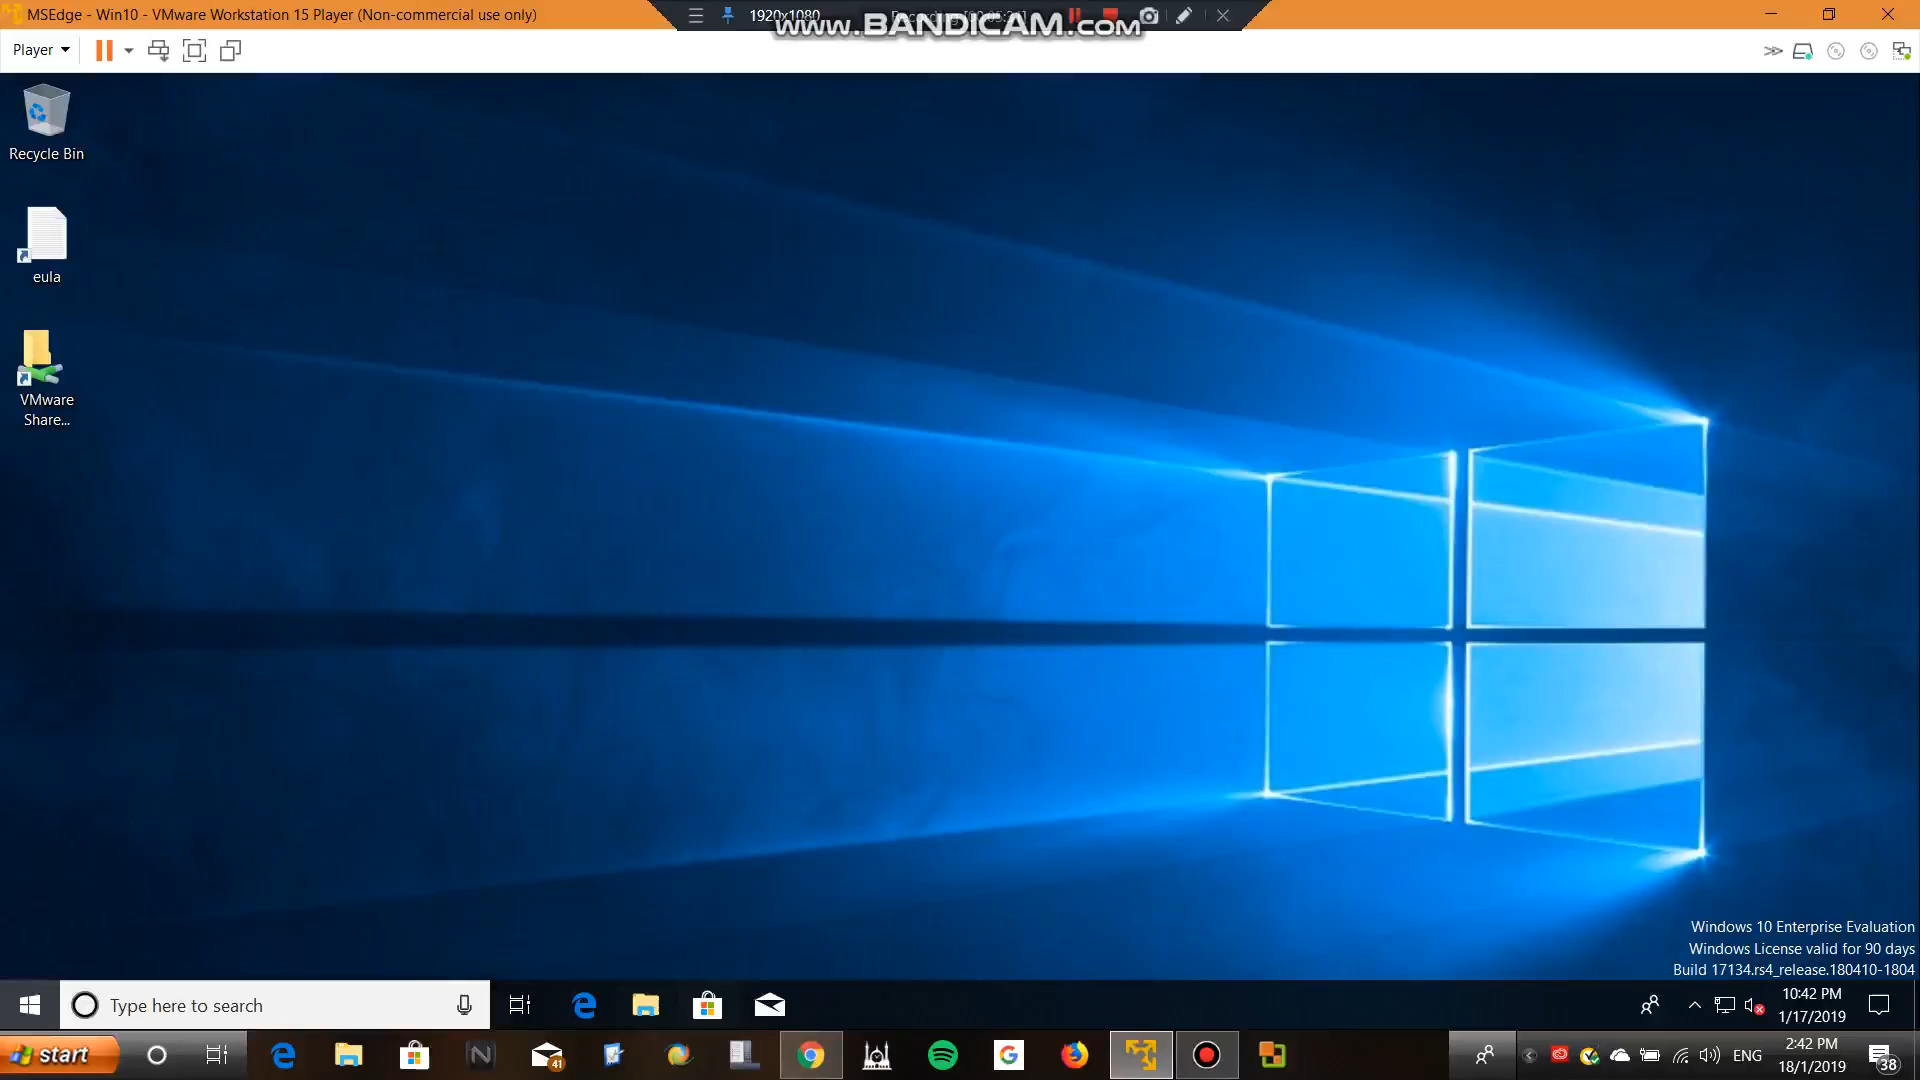 MSEdge - Win10 - VMware Workstation 15 Player (Non-commercial use only)
1920x1080
www.BANDICAM.com
Player
Recycle Bin
eula
VMware
Share...
Windows 10 Enterprise Evaluation
Windows License valid for 90 days
Build 17134.rs4_release.180410-1804
Type here to search
10:42 PM
1/17/2019
start
41
ENG
2:42 PM
18/1/2019
38